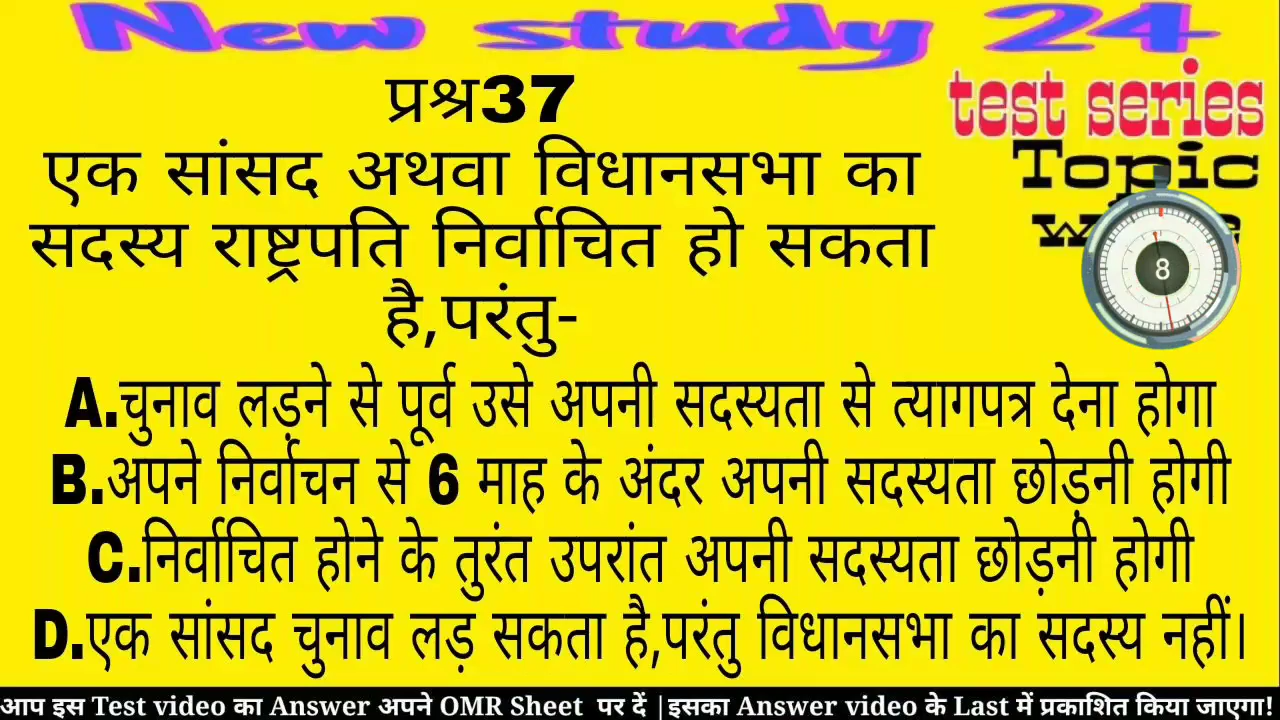 New study 24
test series
Topic
प्रश्न37
एक सांसद अथवा विधानसभा का
सदस्य राष्ट्रपति निर्वाचित हो सकता
है,परंतु-
8
A.चुनाव लड़ने से पूर्व उसे अपनी सदस्यता से त्यागपत्र देना होगा
B.अपने निर्वाचन से 6 माह के अंदर अपनी सदस्यता छोड़नी होगी
C.निर्वाचित होने के तुरंत उपरांत अपनी सदस्यता छोड़नी होगी
D.एक सांसद चुनाव लड़ सकता है,परंतु विधानसभा का सदस्य नहीं।
आप इस Test video का Answer अपने OMR Sheet पर दें |इसका Answer video के Last में प्रकाशित किया जाएगा!